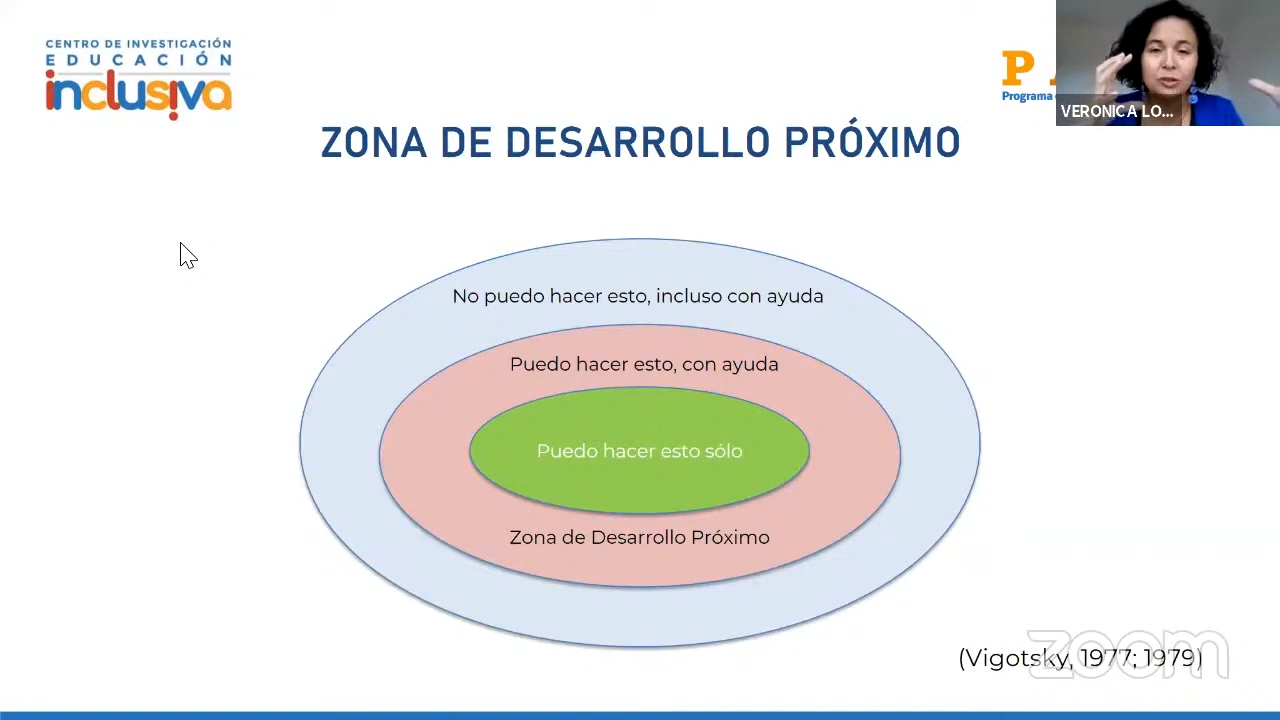 CENTRO DE INVESTIGACIÓN
EDUCACIÓN
inclusiva
P
Programa
VERONICA LO...
ZONA DE DESARROLLO PRÓXIMO
No puedo hacer esto, incluso con ayuda
Puedo hacer esto, con ayuda
Puedo hacer esto sólo
Zona de Desarrollo Próximo
(Vigotsky, 1977; 1979)
zoom